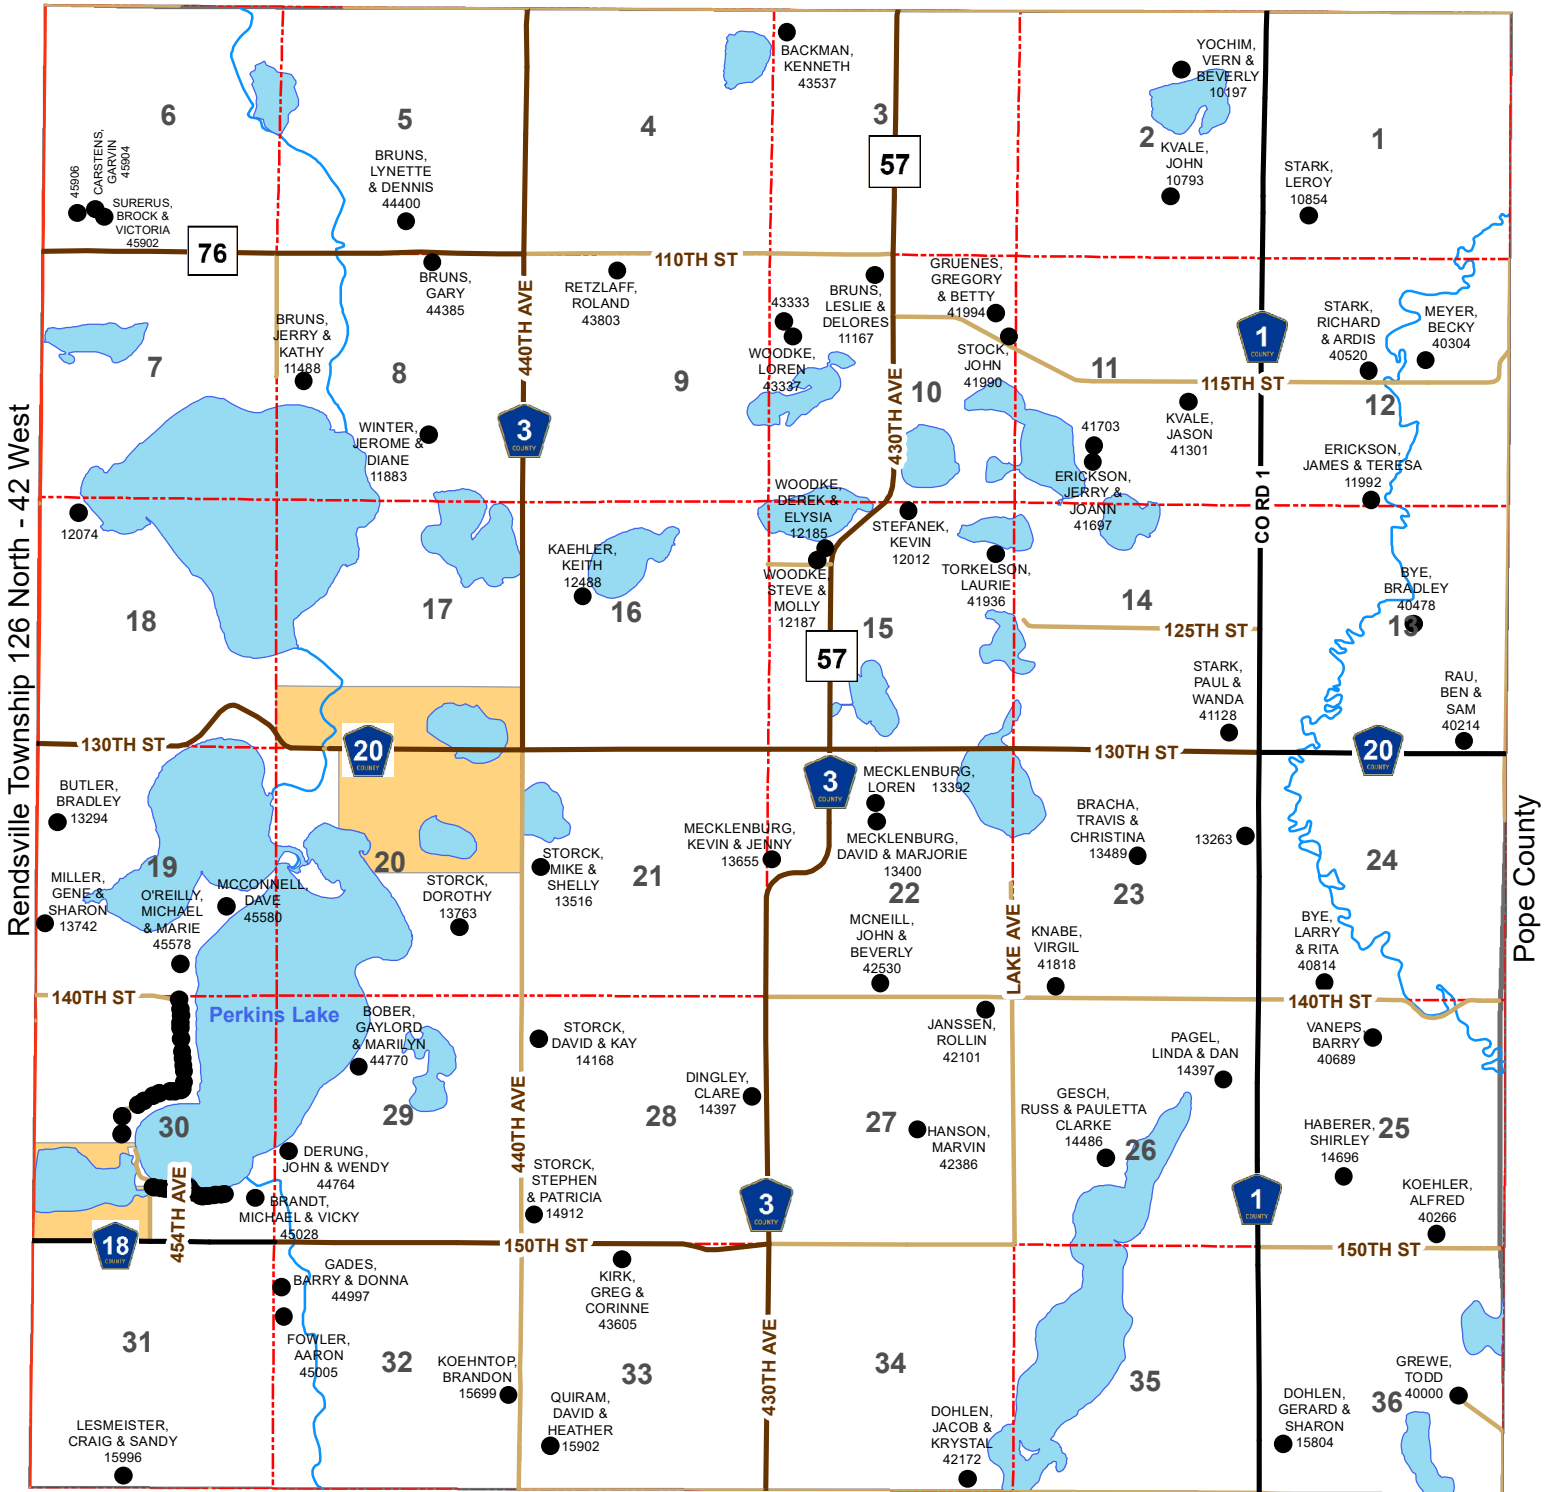 BACKMAN,
KENNETH
43537
YOCHIM,
VERN &
BEVERLY
10197
6
5
4
3
2
1
57
45906
CARSTENS,
GARVIN
45904
SURERUS,
BROCK &
VICTORIA
45902
BRUNS,
LYNETTE
& DENNIS
44400
KVALE,
JOHN
10793
STARK,
LEROY
10854
76
110TH ST
BRUNS,
GARY
44385
RETZLAFF,
ROLAND
43803
43333
WOODKE,
LOREN
43337
BRUNS,
LESLIE &
DELORES
11167
GRUENES,
GREGORY
& BETTY
41994
STOCK,
JOHN
41990
STARK,
RICHARD
& ARDIS
40520
MEYER,
BECKY
40304
BRUNS,
JERRY &
KATHY
11488
440TH AVE
1
COUNTY
7
8
9
10
11
12
115TH ST
430TH AVE
KVALE,
JASON
41301
3
COUNTY
WINTER,
JEROME &
DIANE
11883
41703
ERICKSON,
JERRY &
JOANN
41697
ERICKSON,
JAMES & TERESA
11992
CO RD 1
12074
WOODKE,
DEREK &
ELYSIA
12185
STEFANEK,
KEVIN
12012
KAEHLER,
KEITH
12488
WOODKE,
STEVE &
MOLLY
12187
TORKELSON,
LAURIE
41936
BYE,
BRADLEY
40478
18
17
16
15
14
13
125TH ST
57
STARK,
PAUL &
WANDA
41128
RAU,
BEN &
SAM
40214
Rendsville Township 126 North - 42 West
Pope County
130TH ST
20
COUNTY
130TH ST
20
COUNTY
3
COUNTY
BUTLER,
BRADLEY
13294
MECKLENBURG,
LOREN 13392
MECKLENBURG,
KEVIN & JENNY
13655
MECKLENBURG,
DAVID & MARJORIE
13400
BRACHA,
TRAVIS &
CHRISTINA
13489
13263
19
20
21
22
23
24
MILLER,
GENE &
SHARON
13742
O'REILLY,
MICHAEL
& MARIE
45578
MCCONNELL,
DAVE
45580
STORCK,
DOROTHY
13763
STORCK,
MIKE &
SHELLY
13516
MCNEILL,
JOHN &
BEVERLY
42530
LAKE AVE
KNABE,
VIRGIL
41818
BYE,
LARRY
& RITA
40814
140TH ST
140TH ST
Perkins Lake
BOBER,
GAYLORD
& MARILYN
44770
STORCK,
DAVID & KAY
14168
JANSSEN,
ROLLIN
42101
PAGEL,
LINDA & DAN
14397
VANEPS,
BARRY
40689
DINGLEY,
CLARE
14397
GESCH,
RUSS & PAULETTA
CLARKE
14486
440TH AVE
30
29
28
27
26
25
HANSON,
MARVIN
42386
HABERER,
SHIRLEY
14696
DERUNG,
JOHN & WENDY
44764
STORCK,
STEPHEN
& PATRICIA
14912
454TH AVE
BRANDT,
MICHAEL & VICKY
45028
3
COUNTY
1
COUNTY
KOEHLER,
ALFRED
40266
18
COUNTY
150TH ST
150TH ST
GADES,
BARRY & DONNA
44997
KIRK,
GREG &
CORINNE
43605
FOWLER,
AARON
45005
430TH AVE
31
32
33
34
35
36
KOEHNTOP,
BRANDON
15699
QUIRAM,
DAVID &
HEATHER
15902
GREWE,
TODD
40000
LESMEISTER,
CRAIG & SANDY
15996
DOHLEN,
JACOB &
KRYSTAL
42172
DOHLEN,
GERARD &
SHARON
15804